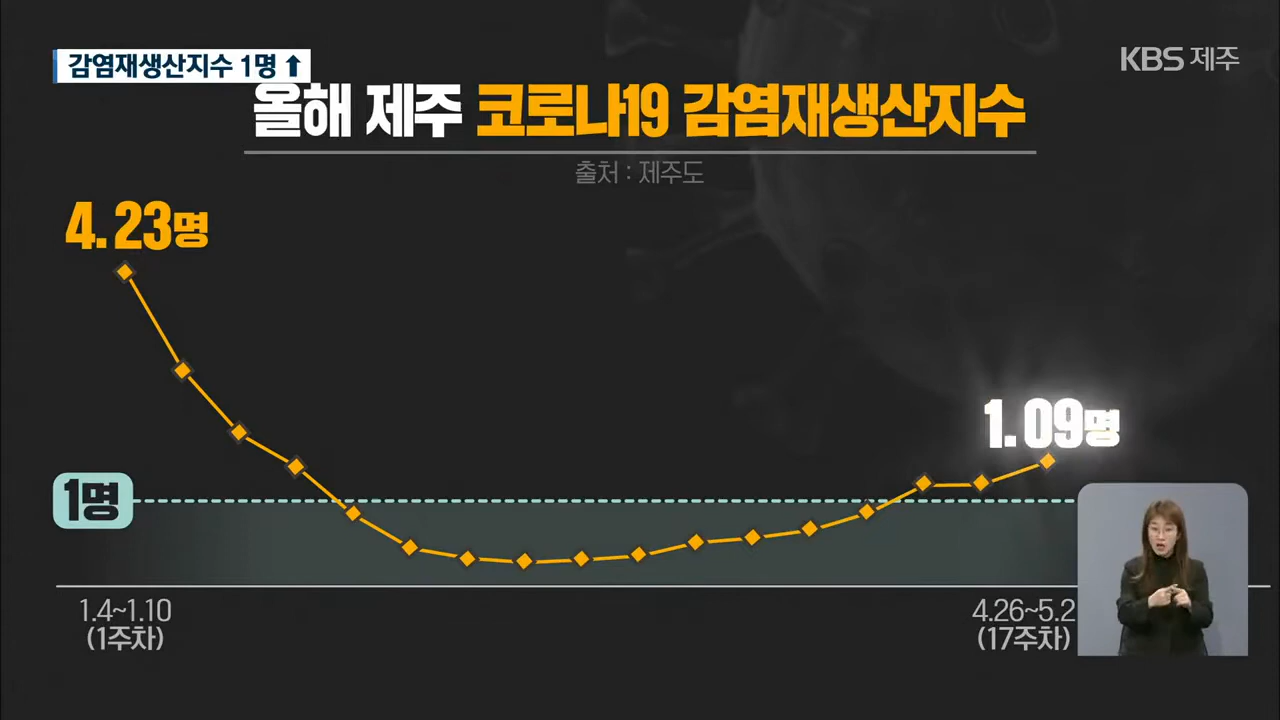 감염재생산지수 1명 ⬆
KBS 제주
올해 제주 코로나19 감염재생산지수
출처 : 제주도
4.23명
1.09명
1명
1.4~1.10
(1주차)
4.26~5.2
(17주차)